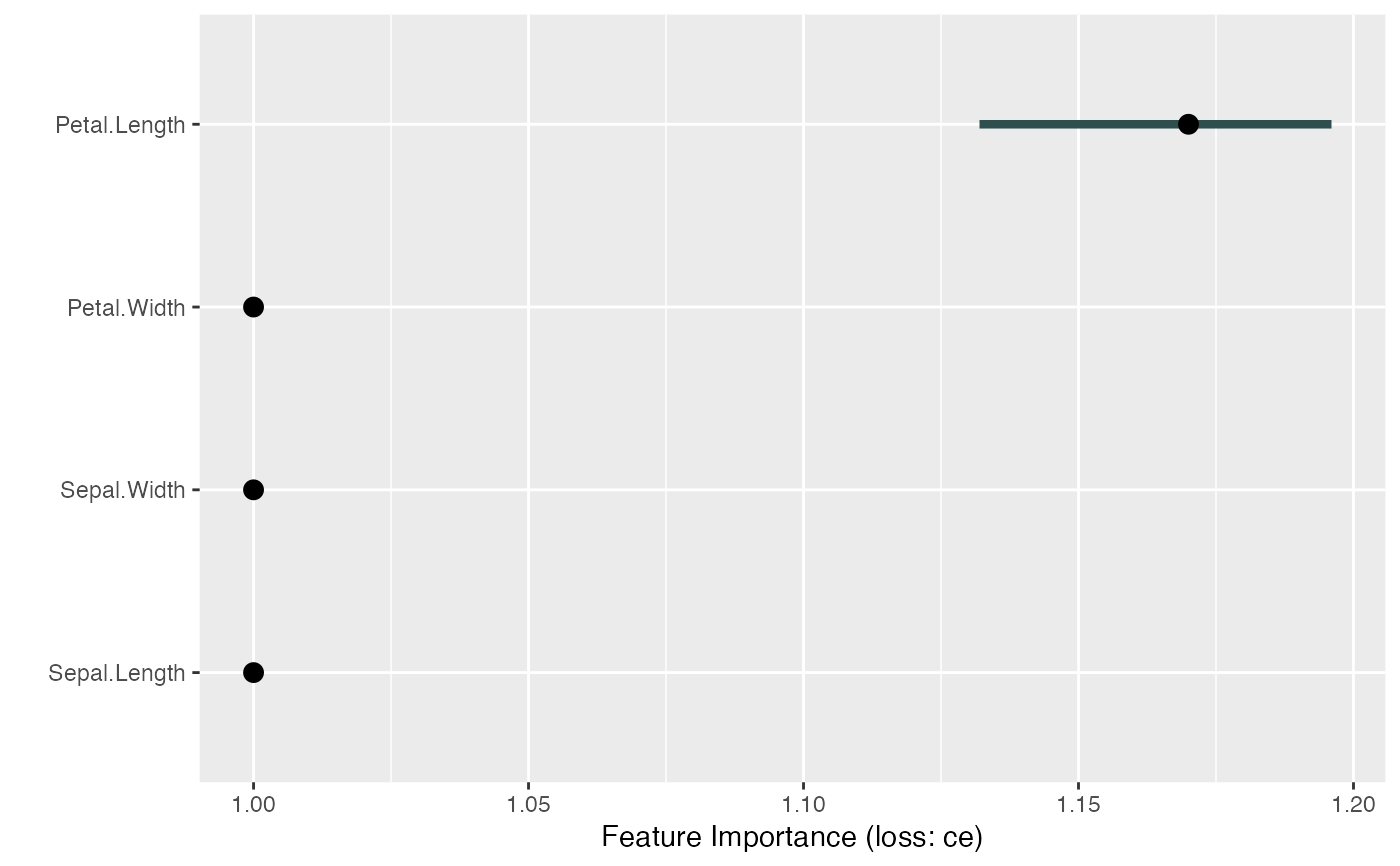 Petal.Length
Petal.Width
Sepal.Width
Sepal.Length
1.00 1.05 1.10 1.15 1.20
Feature Importance (loss: ce)